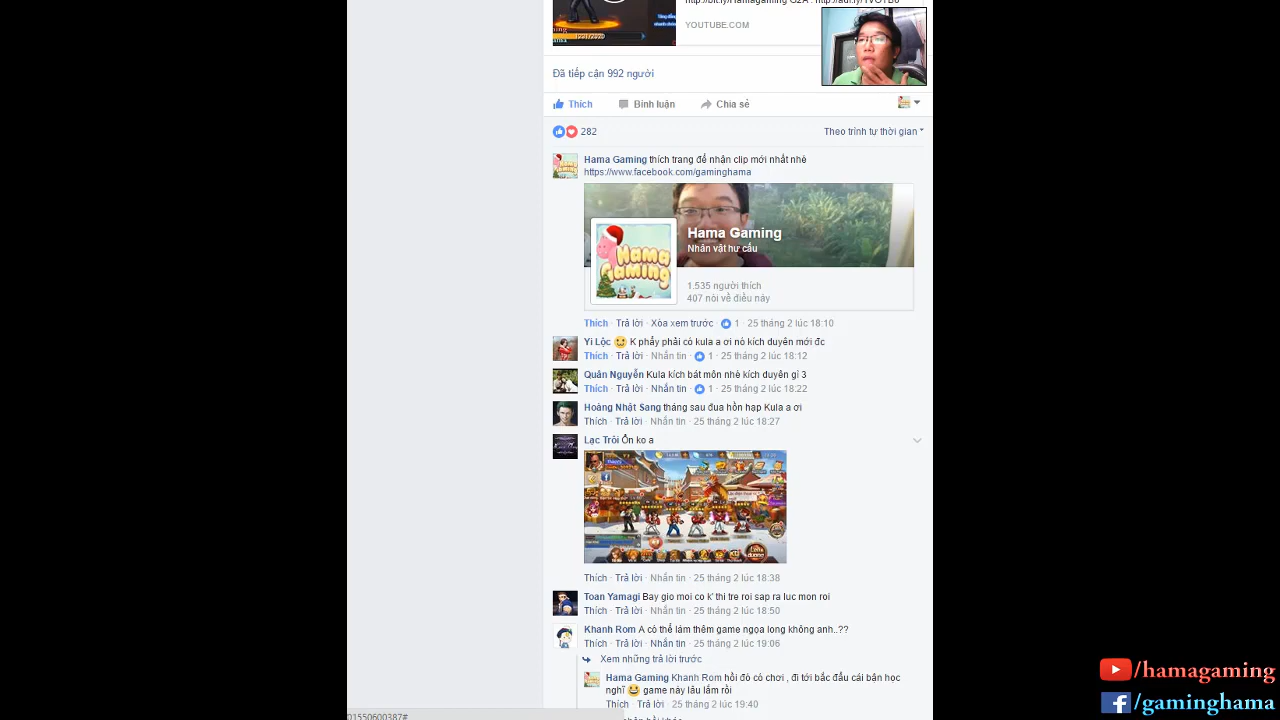 YOUTUBE.COM
Đã tiếp cận 992 người
Thích Bình luận Chia sẻ
282 Theo trình tự thời gian
Hama Gaming thích trang để nhận clip mới nhất nhé
https://www.facebook.com/gaminghama
Hama Gaming
Nhân vật hư cấu
Hama Gaming
1.535 người thích
407 nói về điều này
Thích · Trả lời · Xóa xem trước · 1 · 25 tháng 2 lúc 18:10
Yi Lộc K phảy phải có kula a ơi nó kích duyên mới đc
Thích · Trả lời · Nhắn tin · 1 · 25 tháng 2 lúc 18:12
Quân Nguyễn Kula kích bát môn nhé kích duyên gì 3
Thích · Trả lời · Nhắn tin · 1 · 25 tháng 2 lúc 18:22
Hoàng Nhật Sang tháng sau đua hồn hạp Kula a ơi
Thích · Trả lời · Nhắn tin · 25 tháng 2 lúc 18:27
Lạc Trôi Ổn ko a
Thích · Trả lời · Nhắn tin · 25 tháng 2 lúc 18:38
Toan Yamagi Bay gio moi co k' thi tre roi sap ra luc mon roi
Thích · Trả lời · Nhắn tin · 25 tháng 2 lúc 18:50
Khanh Rom A có thể làm thêm game ngọa long không anh..??
Thích · Trả lời · Nhắn tin · 25 tháng 2 lúc 19:06
Xem những trả lời trước
Hama Gaming Khanh Rom hồi đó có chơi , đi tới bắc đẩu cái bận học
nghĩ game này lâu lắm rồi
Thích · Trả lời · 25 tháng 2 lúc 19:40
01550600387#
/hamagaming
/gaminghama